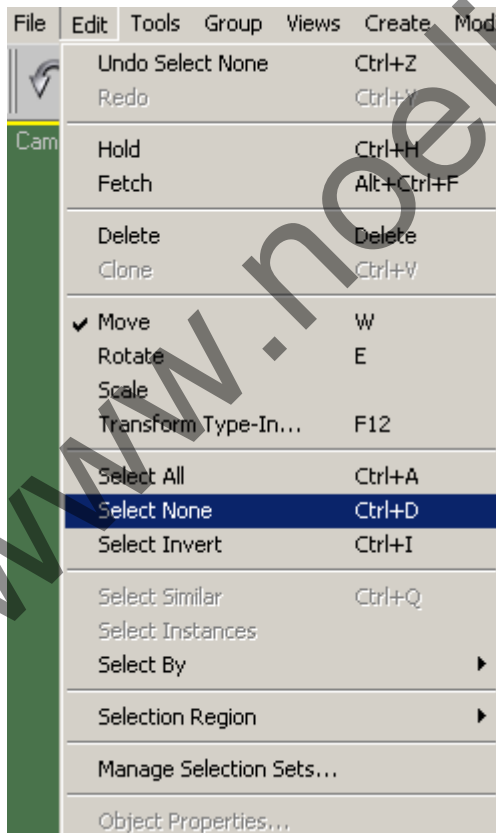 File Edit Tools Group Views Create Mod
Undo Select None Ctrl+Z
Redo Ctrl+Y
Cam
Hold Ctrl+H
Fetch Alt+Ctrl+F
Delete Delete
Clone Ctrl+V
Move W
Rotate E
Scale
Transform Type-In... F12
Select All Ctrl+A
Select None Ctrl+D
Select Invert Ctrl+I
Select Similar Ctrl+Q
Select Instances
Select By
Selection Region
Manage Selection Sets...
Object Properties...
www.noeli